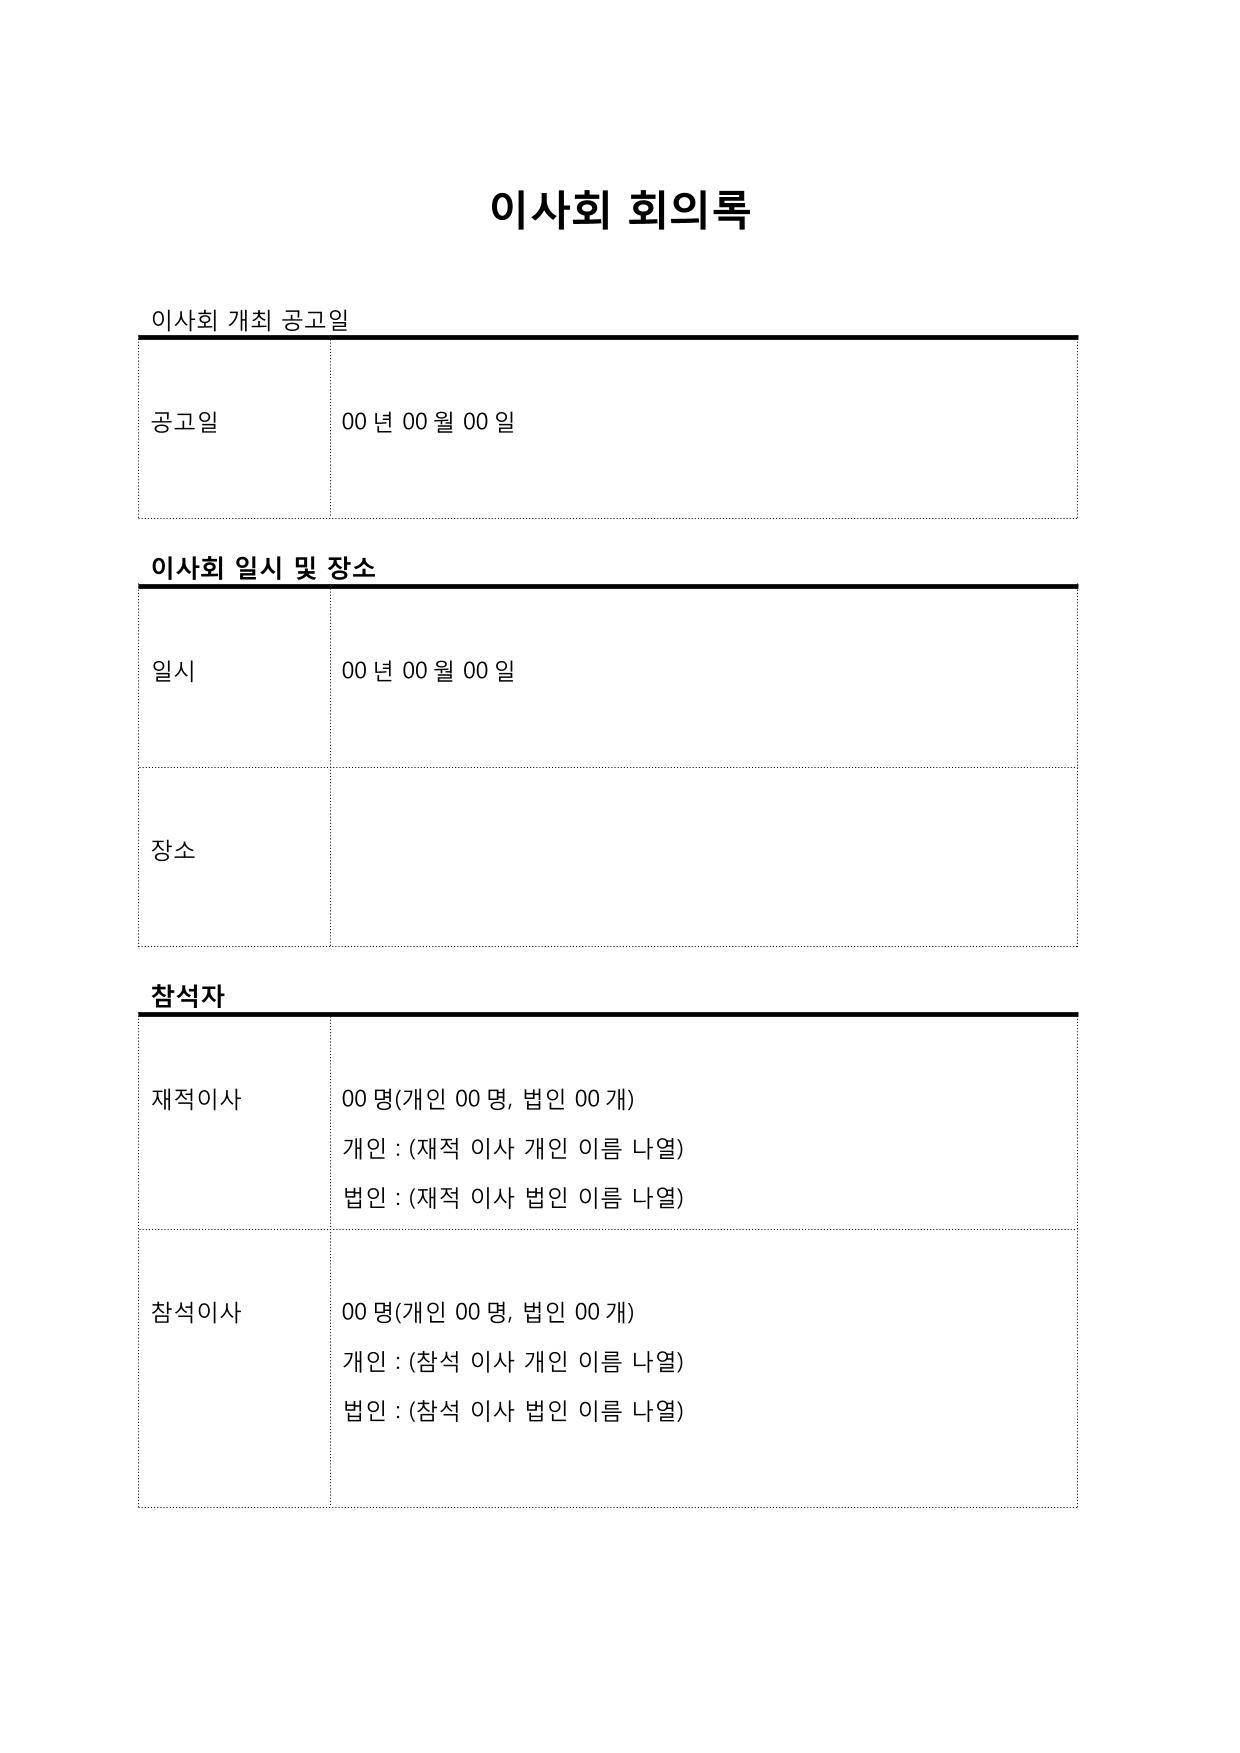 이사회 회의록
이사회 개최 공고일
공고일 00 년 00 월 00 일
이사회 일시 및 장소
일시 00 년 00 월 00 일
장소
참석자
재적이사 00 명(개인 00 명, 법인 00 개)
개인 : (재적 이사 개인 이름 나열)
법인 : (재적 이사 법인 이름 나열)
참석이사 00 명(개인 00 명, 법인 00 개)
개인 : (참석 이사 개인 이름 나열)
법인 : (참석 이사 법인 이름 나열)